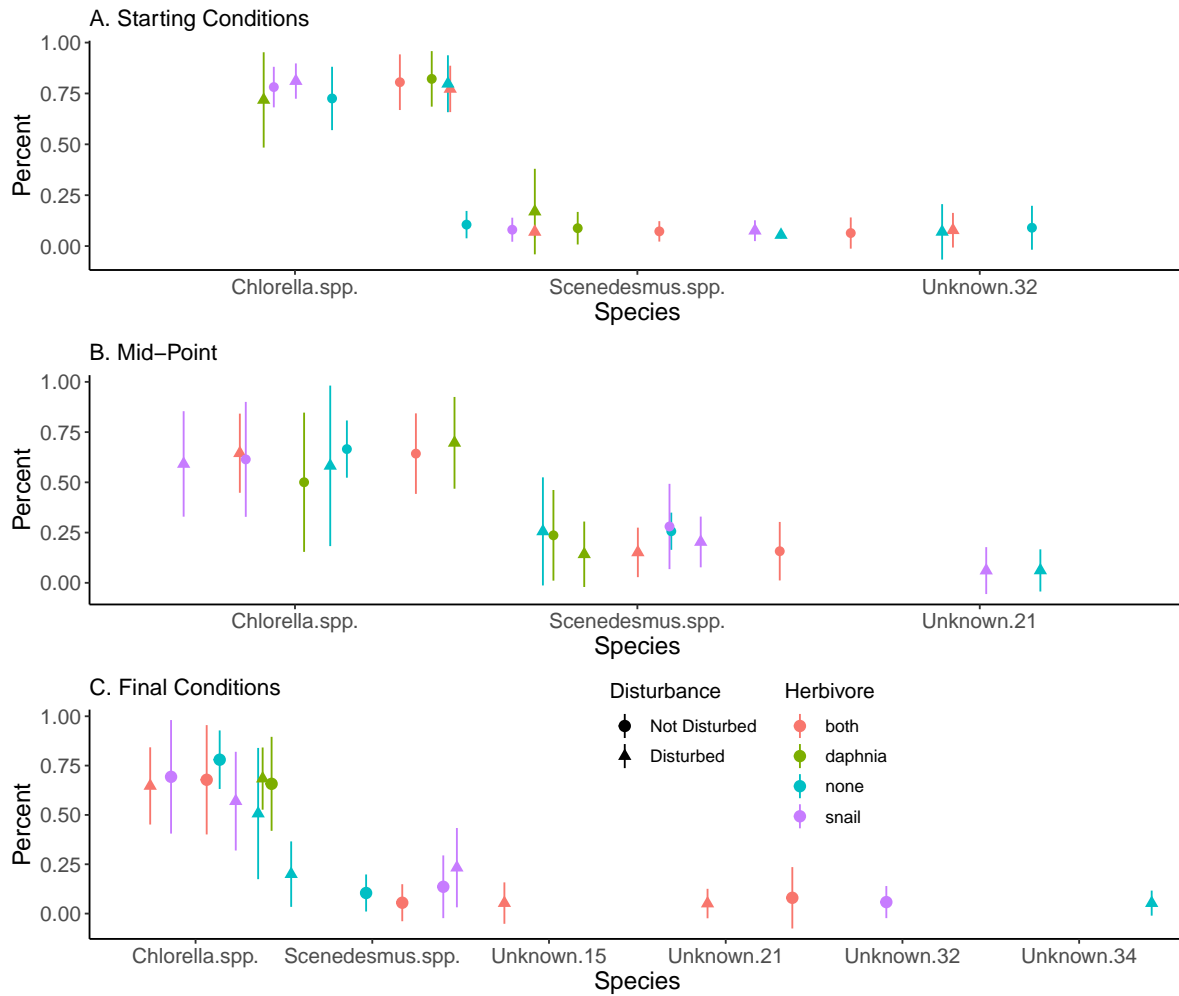 A. Starting Conditions
1.00
0.75
0.50
0.25
0.00
Percent
Chlorella.spp. Scenedesmus.spp. Unknown.32
Species
B. Mid−Point
1.00
0.75
0.50
0.25
0.00
Percent
Chlorella.spp. Scenedesmus.spp. Unknown.21
Species
C. Final Conditions
1.00
0.75
0.50
0.25
0.00
Percent
Disturbance
Not Disturbed
Disturbed
Herbivore
both
daphnia
none
snail
Chlorella.spp. Scenedesmus.spp. Unknown.15 Unknown.21 Unknown.32 Unknown.34
Species